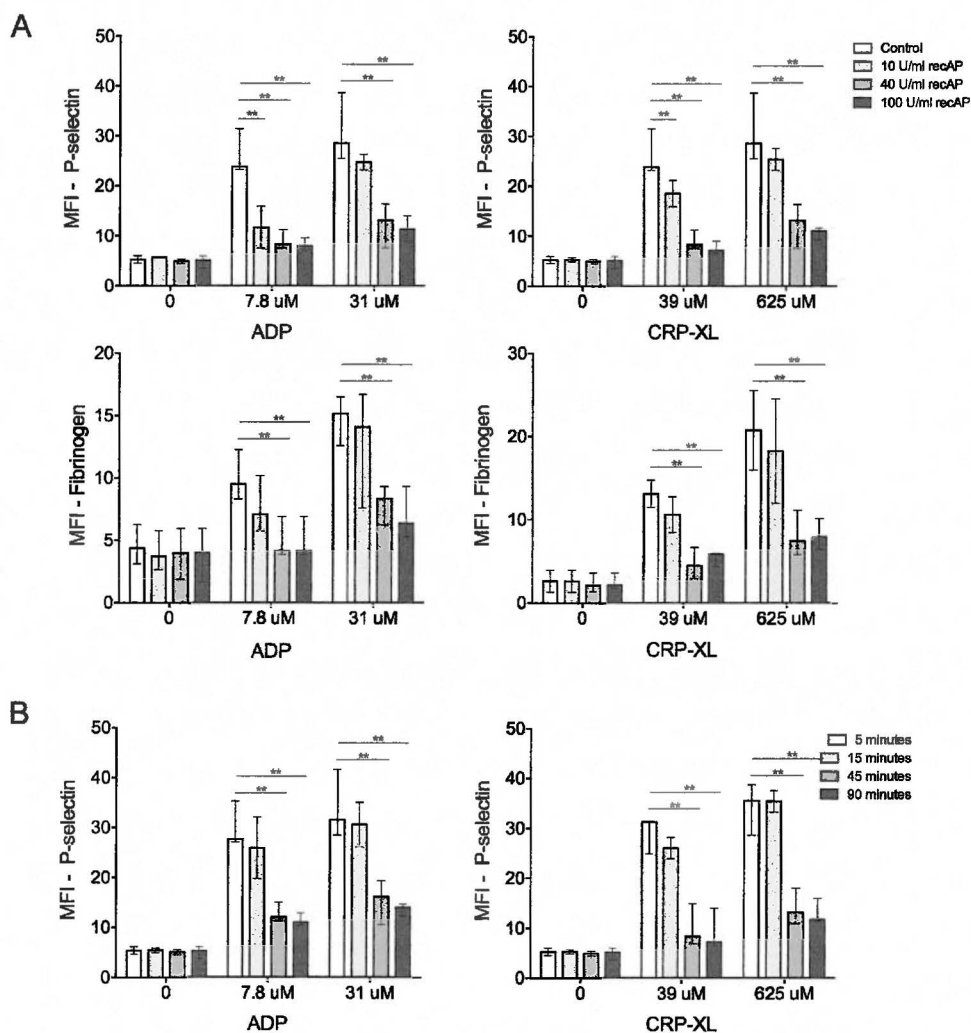 A
50
40
30
20
10
0
MFI - P-selectin
** ** ** ** **
0 7.8 uM 31 uM
ADP
50
40
30
20
10
0
MFI - P-selectin
** ** ** ** **
0 39 uM 625 uM
CRP-XL
Control
10 U/ml recAP
40 U/ml recAP
100 U/ml recAP
20
15
10
5
0
MFI - Fibrinogen
** ** ** **
0 7.8 uM 31 uM
ADP
30
20
10
0
MFI - Fibrinogen
** ** ** **
0 39 uM 625 uM
CRP-XL
B
50
40
30
20
10
0
MFI - P-selectin
** ** ** **
0 7.8 uM 31 uM
ADP
50
40
30
20
10
0
MFI - P-selectin
** ** ** **
0 39 uM 625 uM
CRP-XL
5 minutes
15 minutes
45 minutes
90 minutes